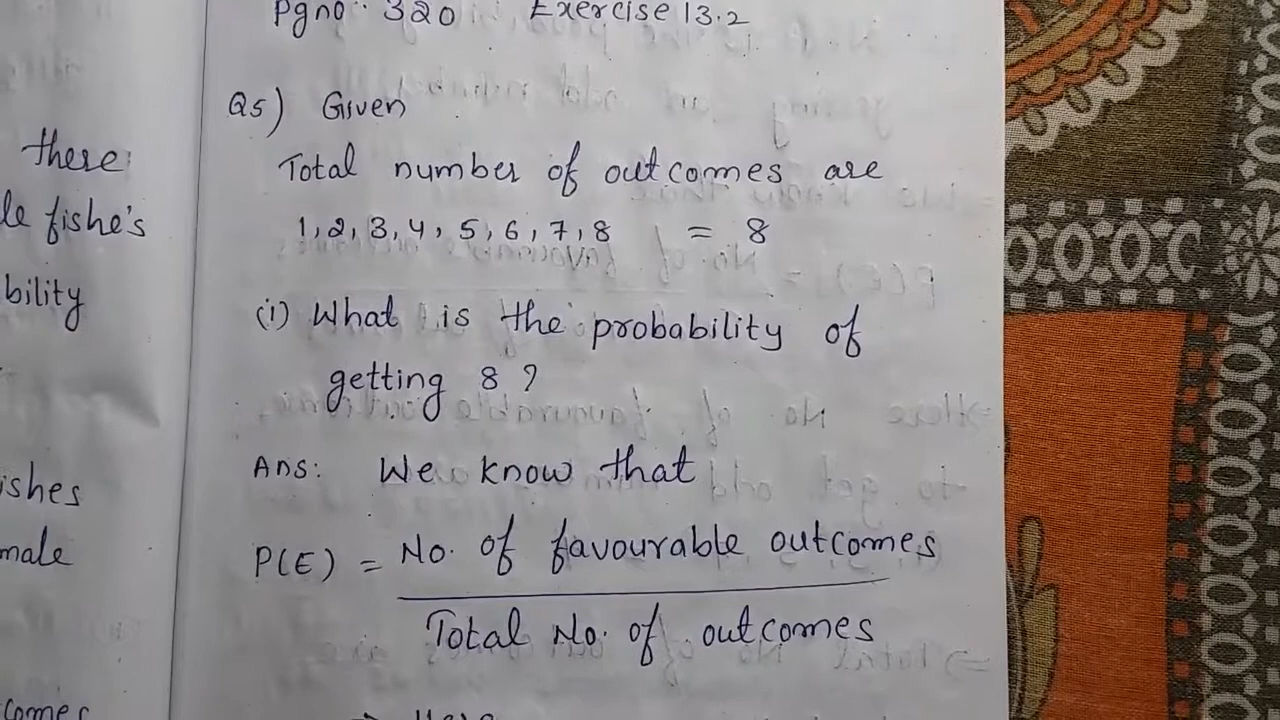 there
le fishe's
bility
ishes
male
comes
Pg no: 320 Exercise 13.2
Q5) Given
Total number of outcomes are
1, 2, 3, 4, 5, 6, 7, 8 = 8
(i) What is the probability of
getting 8 ?
Ans: We know that
P(E) = No. of favourable outcomes
Total No. of outcomes